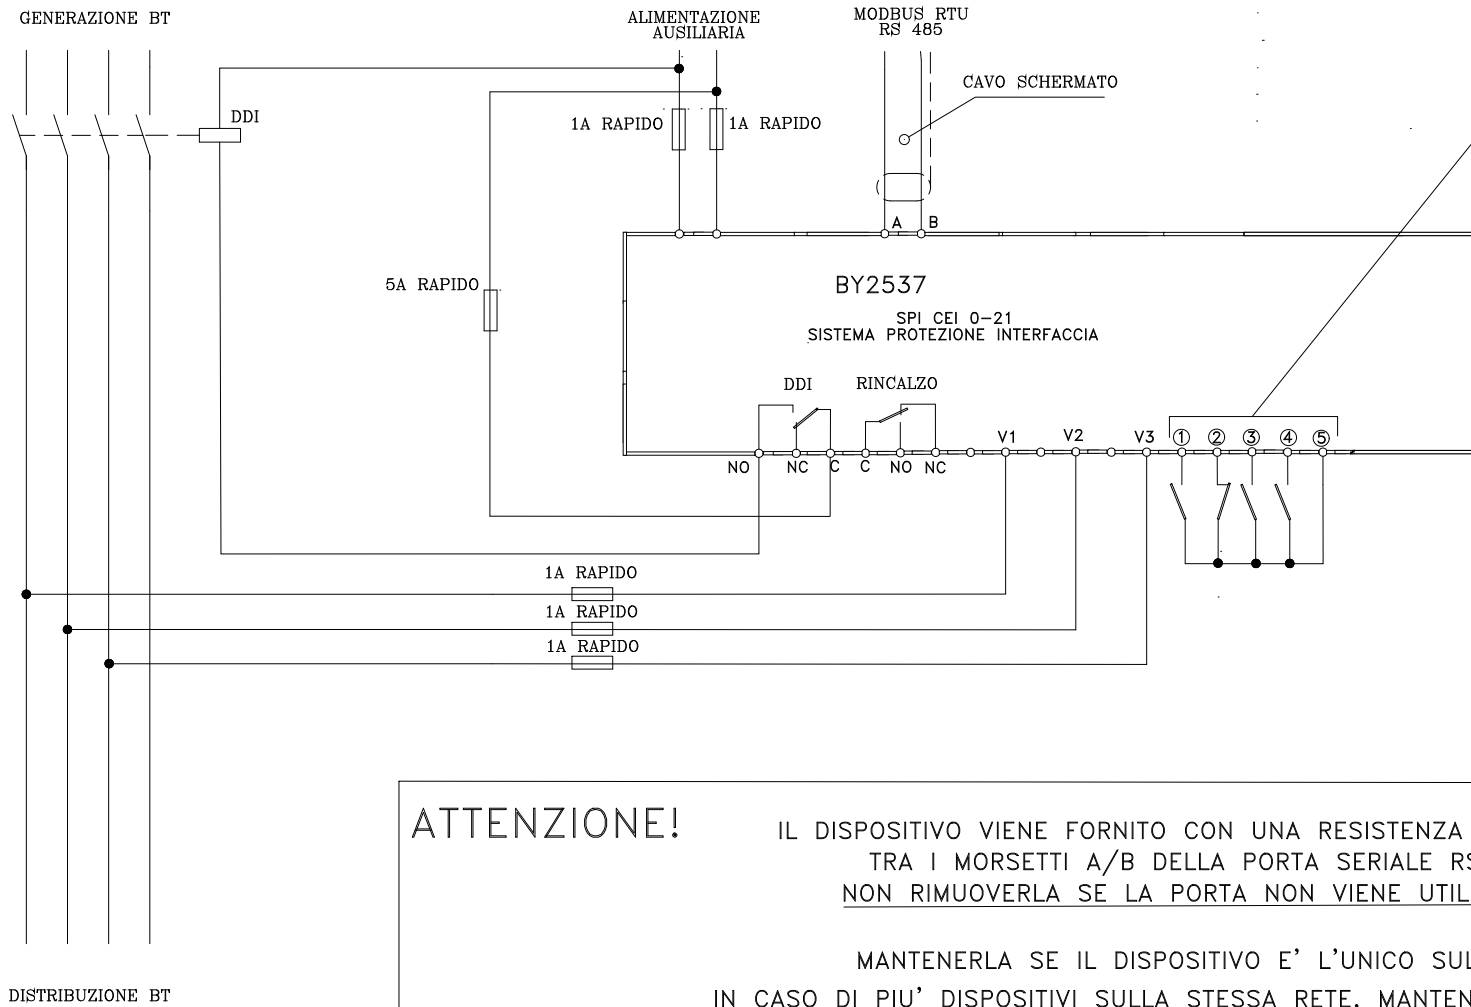 GENERAZIONE BT
ALIMENTAZIONE
AUSILIARIA
MODBUS RTU
RS 485
CAVO SCHERMATO
DDI
1A RAPIDO
1A RAPIDO
A
B
5A RAPIDO
BY2537
SPI CEI 0-21
SISTEMA PROTEZIONE INTERFACCIA
DDI
RINCALZO
V1
V2
V3
1
2
3
4
5
NO
NC
C
C
NO
NC
1A RAPIDO
1A RAPIDO
1A RAPIDO
ATTENZIONE!
IL DISPOSITIVO VIENE FORNITO CON UNA RESISTENZA
TRA I MORSETTI A/B DELLA PORTA SERIALE RS
NON RIMUOVERLA SE LA PORTA NON VIENE UTIL
MANTENERLA SE IL DISPOSITIVO E' L'UNICO SUL
IN CASO DI PIU' DISPOSITIVI SULLA STESSA RETE. MANTEN
DISTRIBUZIONE BT